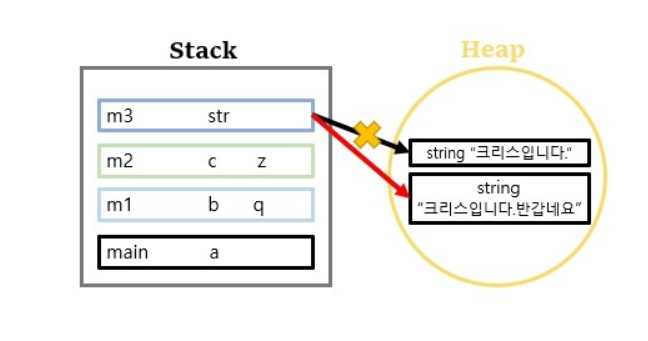 Stack
Heap
m3 str
m2 c z
m1 b q
main a
string "크리스입니다."
string
"크리스입니다.반갑네요"